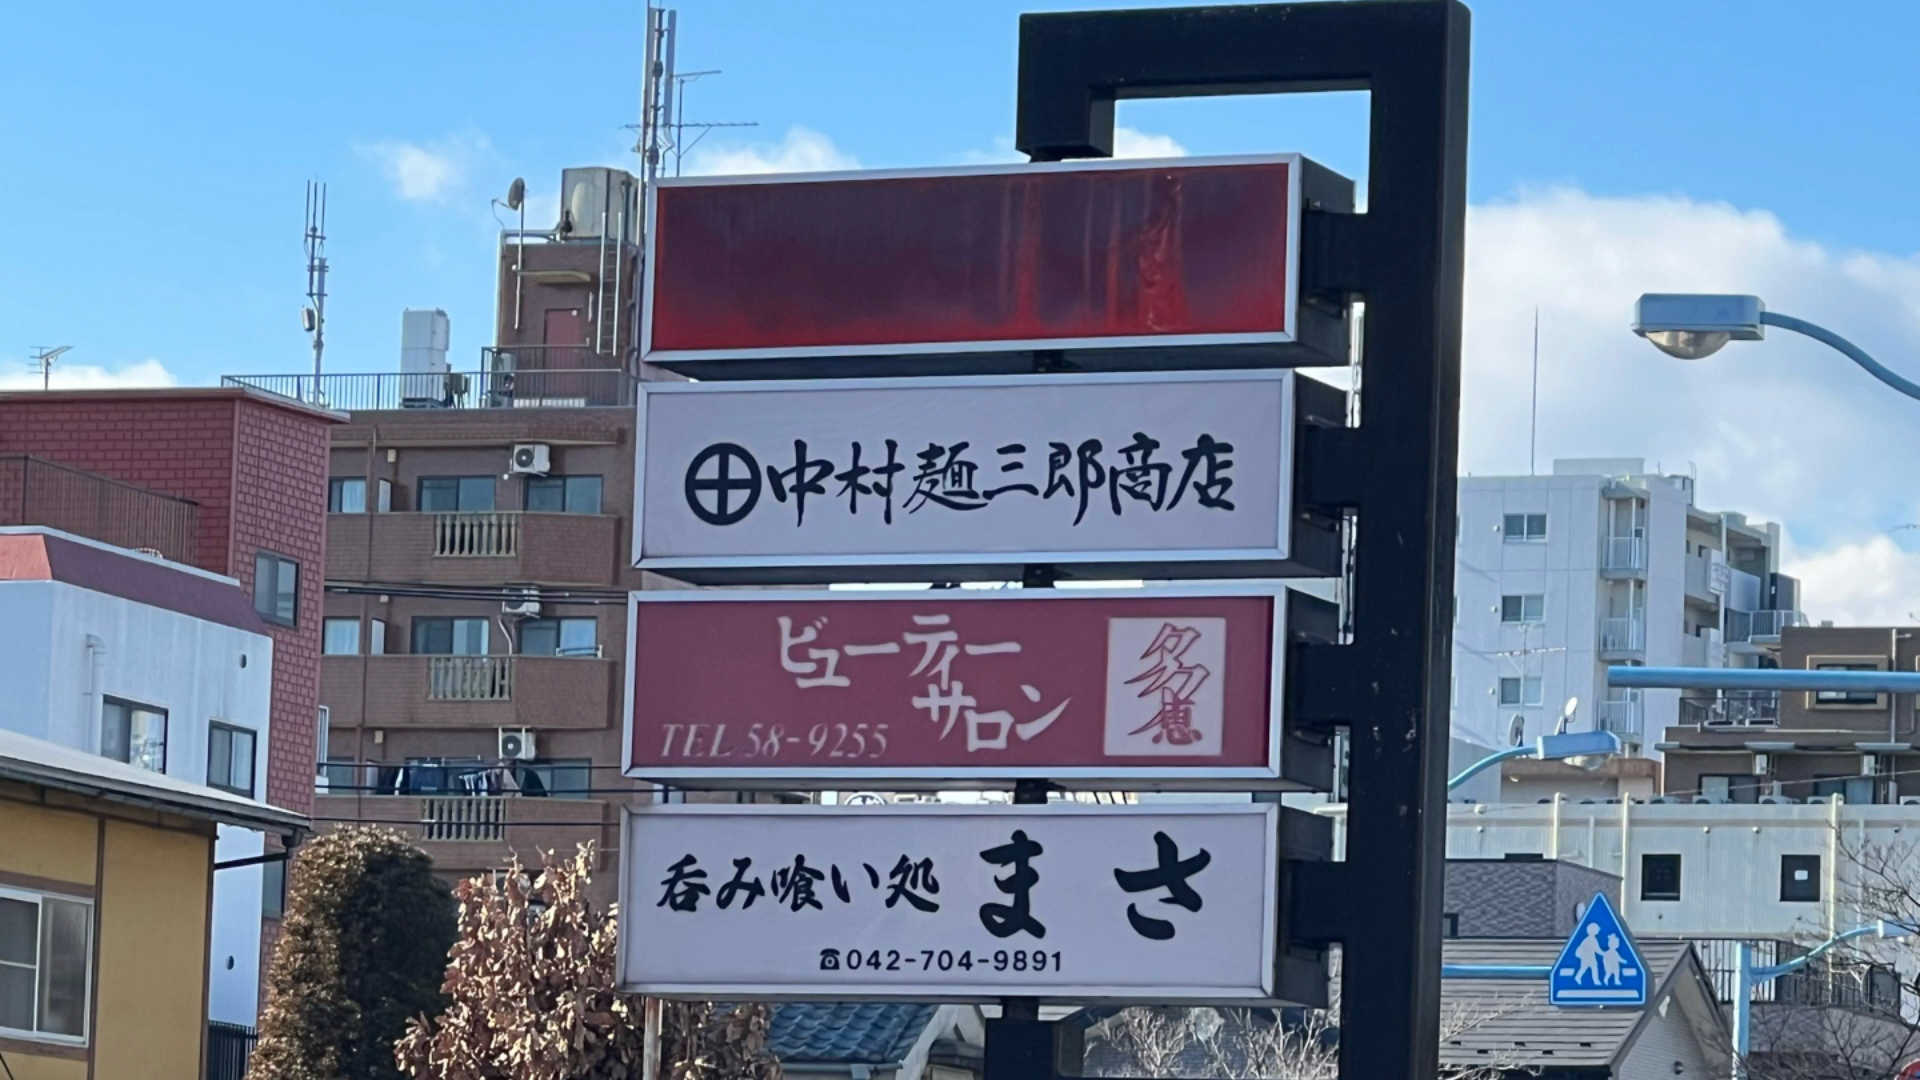 中村麺三郎商店
ビューティー
サロン
多恵
TEL 58-9255
呑み喰い処 まさ
☎042-704-9891